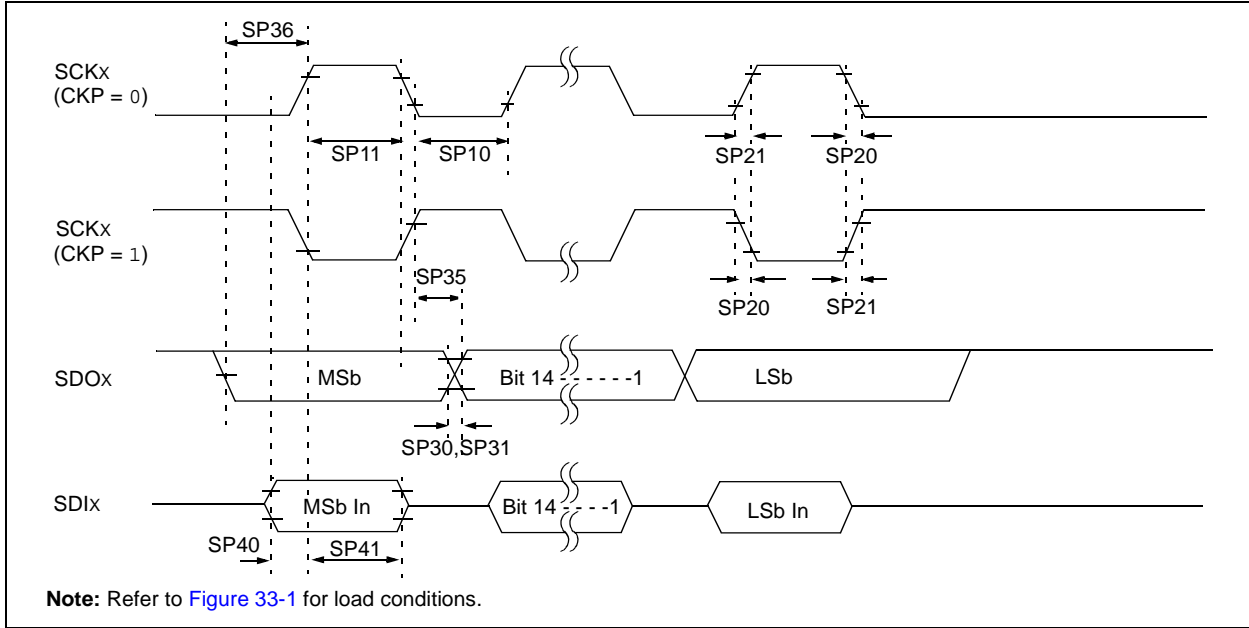 SP36
SCKx
(CKP = 0)
SP11
SP10
SP21
SP20
SCKx
(CKP = 1)
SP35
SP20
SP21
SDOx
MSb
Bit 14 - - - - - -1
LSb
SP30,SP31
SDIx
MSb In
Bit 14 - - - -1
LSb In
SP40
SP41
Note: Refer to Figure 33-1 for load conditions.